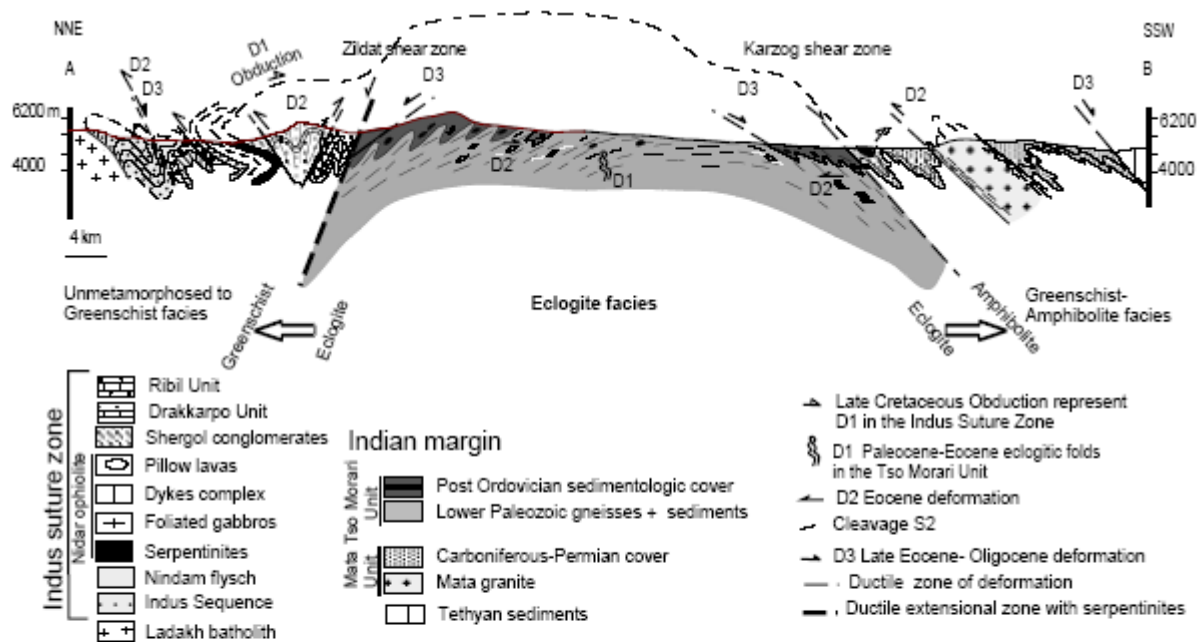 NNE
SSW
A
B
D1
Obduction
Zildat shear zone
Karzog shear zone
D2
D3
D2
D3
D3
D2
D3
6200 m
4000
6200
4000
D2
D1
D2
4 km
Unmetamorphosed to
Greenschist facies
Greenschist
Eclogite
Eclogite facies
Eclogite
Amphibolite
Greenschist-
Amphibolite facies
Indus suture zone
Nidar ophiolite
Ribil Unit
Drakkarpo Unit
Shergol conglomerates
Pillow lavas
Dykes complex
Foliated gabbros
Serpentinites
Nindam flysch
Indus Sequence
Ladakh batholith
Indian margin
Tso Morari
Unit
Post Ordovician sedimentologic cover
Lower Paleozoic gneisses + sediments
Mata
Unit
Carboniferous-Permian cover
Mata granite
Tethyan sediments
Late Cretaceous Obduction represent
D1 in the Indus Suture Zone
D1 Paleocene-Eocene eclogitic folds
in the Tso Morari Unit
D2 Eocene deformation
Cleavage S2
D3 Late Eocene- Oligocene deformation
Ductile zone of deformation
Ductile extensional zone with serpentinites